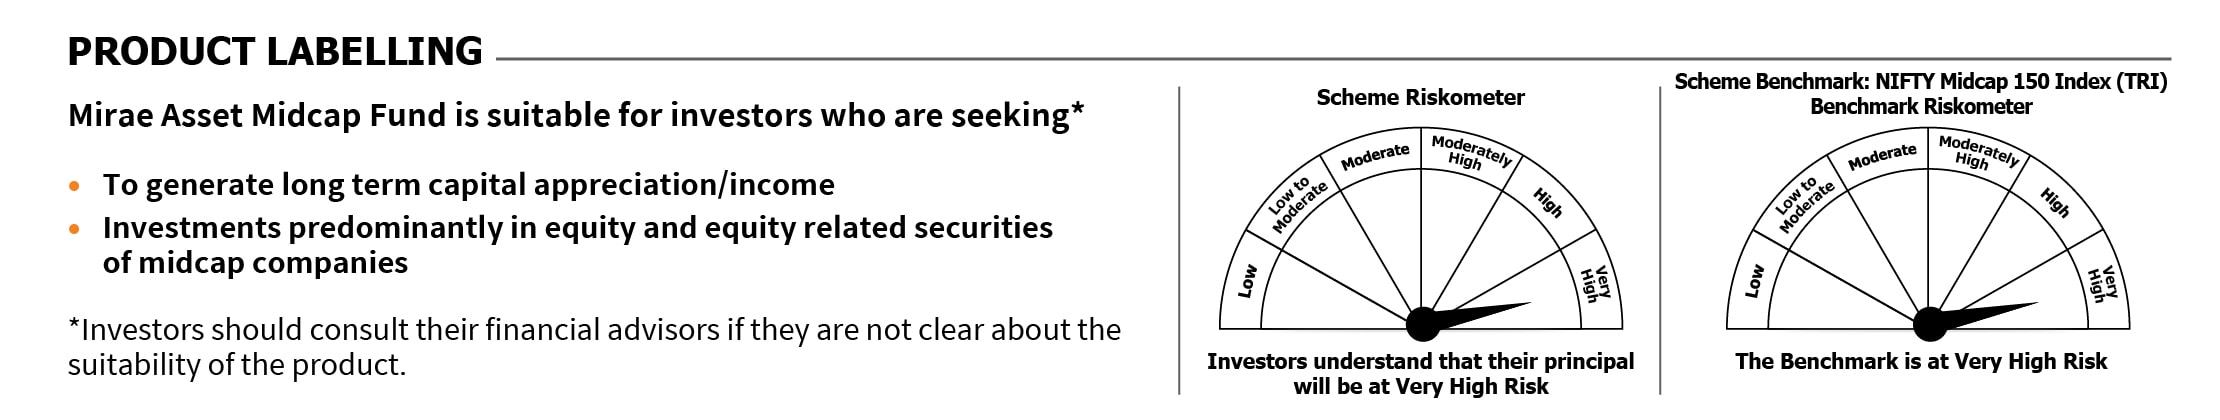 PRODUCT LABELLING
Mirae Asset Midcap Fund is suitable for investors who are seeking*
• To generate long term capital appreciation/income
• Investments predominantly in equity and equity related securities
of midcap companies
*Investors should consult their financial advisors if they are not clear about the
suitability of the product.
Scheme Riskometer
Low
Low to
Moderate
Moderate
Moderately
High
High
Very
High
Investors understand that their principal
will be at Very High Risk
Scheme Benchmark: NIFTY Midcap 150 Index (TRI)
Benchmark Riskometer
Low
Low to
Moderate
Moderate
Moderately
High
High
Very
High
The Benchmark is at Very High Risk